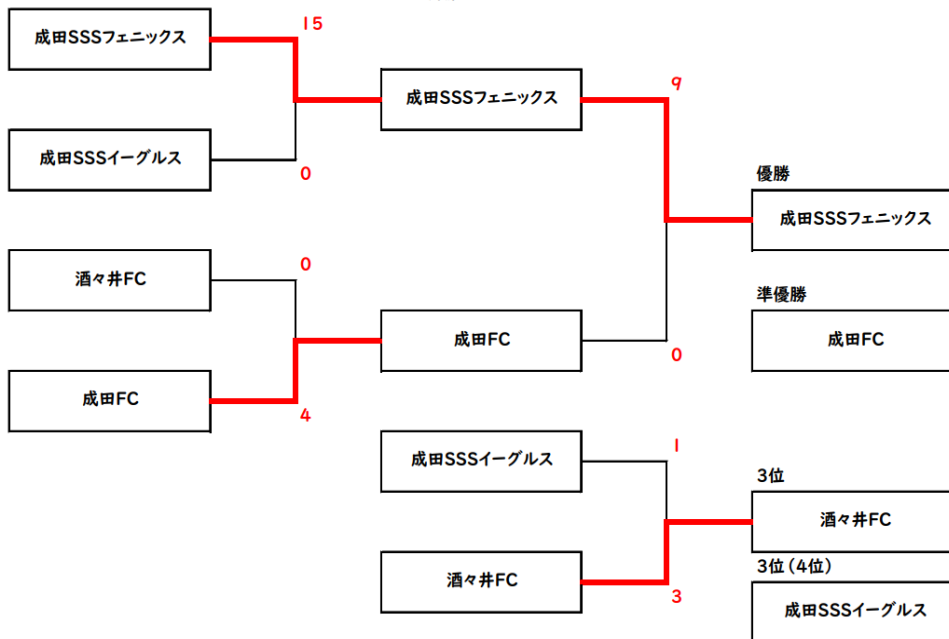 15
成田SSSフェニックス
成田SSSフェニックス
9
成田SSSイーグルス
0
優勝
成田SSSフェニックス
酒々井FC
0
準優勝
成田FC
成田FC
0
成田FC
4
成田SSSイーグルス
1
3位
酒々井FC
酒々井FC
3
3位（4位）
成田SSSイーグルス